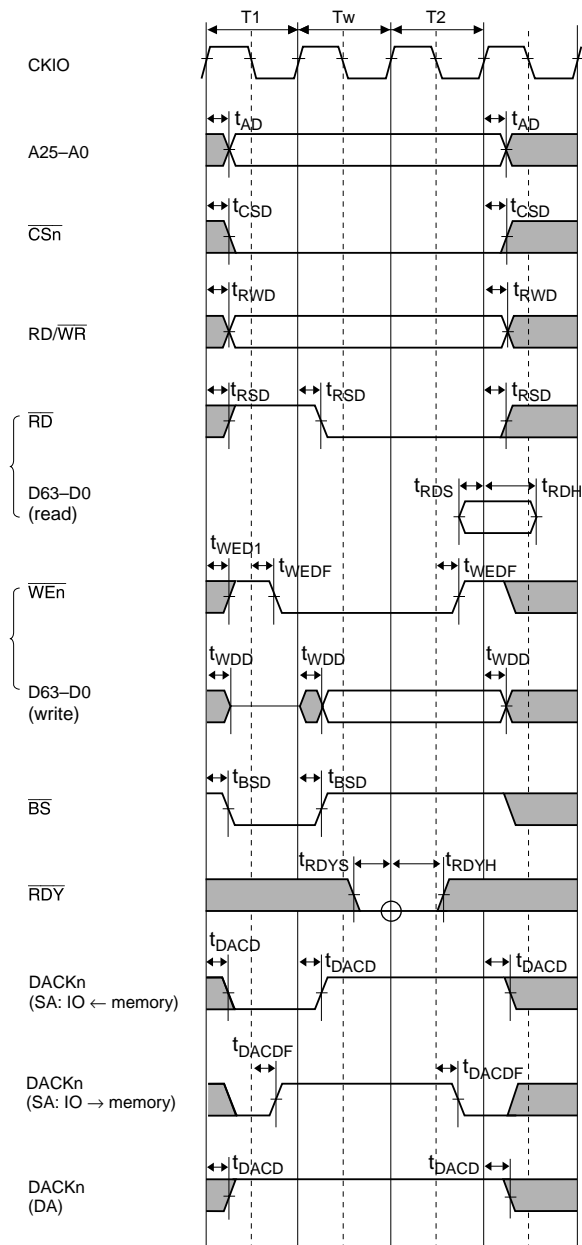 T1 Tw T2
CKIO
tAD tAD
A25–A0
tCSD tCSD
CSn
tRWD tRWD
RD/WR
tRSD tRSD tRSD
RD
tRDS tRDH
D63–D0
(read)
tWED1 tWEDF tWEDF
WEn
tWDD tWDD tWDD
D63–D0
(write)
tBSD tBSD
BS
tRDYS tRDYH
RDY
tDACD tDACD tDACD
DACKn
(SA: IO ← memory)
tDACDF tDACDF
DACKn
(SA: IO → memory)
tDACD tDACD
DACKn
(DA)